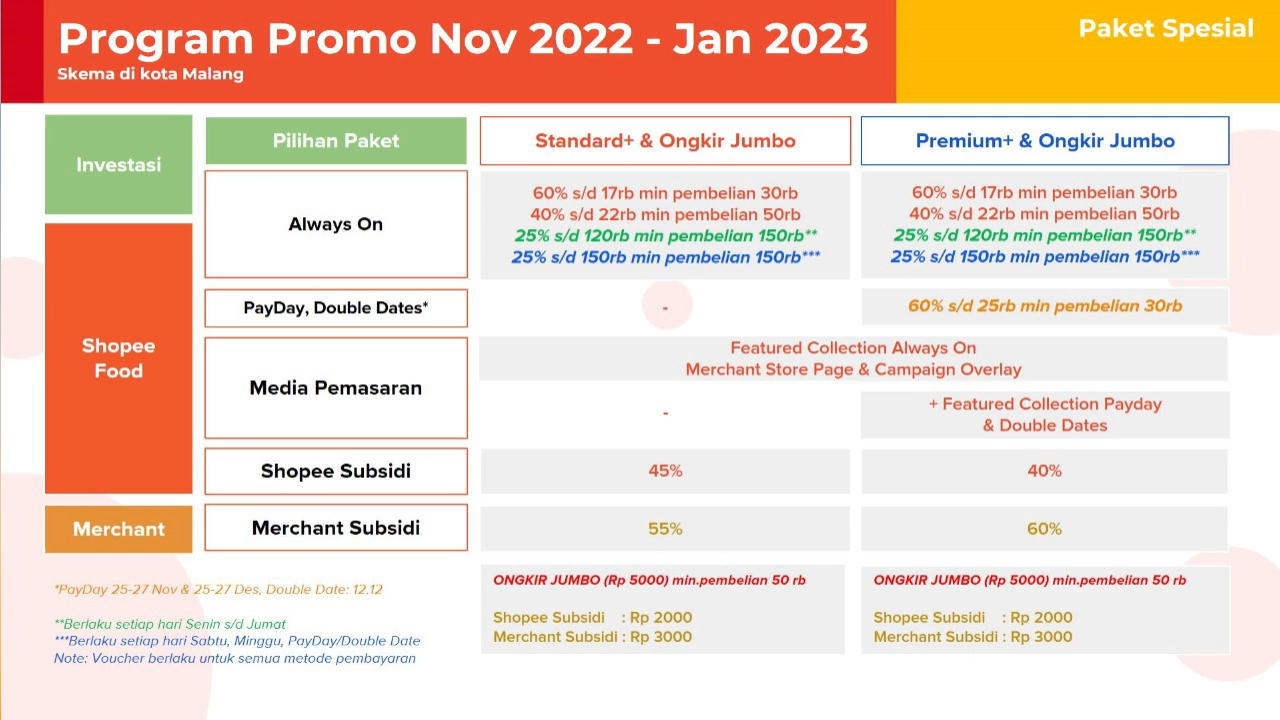 Program Promo Nov 2022 - Jan 2023
Skema di kota Malang
Paket Spesial
Investasi
Pilihan Paket
Standard+ & Ongkir Jumbo
Premium+ & Ongkir Jumbo
Shopee
Food
Always On
60% s/d 17rb min pembelian 30rb
40% s/d 22rb min pembelian 50rb
25% s/d 120rb min pembelian 150rb**
25% s/d 150rb min pembelian 150rb***
60% s/d 17rb min pembelian 30rb
40% s/d 22rb min pembelian 50rb
25% s/d 120rb min pembelian 150rb**
25% s/d 150rb min pembelian 150rb***
PayDay, Double Dates*
-
60% s/d 25rb min pembelian 30rb
Media Pemasaran
Featured Collection Always On
Merchant Store Page & Campaign Overlay
-
+ Featured Collection Payday
& Double Dates
Shopee Subsidi
45%
40%
Merchant
Merchant Subsidi
55%
60%
ONGKIR JUMBO (Rp 5000) min.pembelian 50 rb
Shopee Subsidi : Rp 2000
Merchant Subsidi : Rp 3000
ONGKIR JUMBO (Rp 5000) min.pembelian 50 rb
Shopee Subsidi : Rp 2000
Merchant Subsidi : Rp 3000
*PayDay 25-27 Nov & 25-27 Des, Double Date: 12.12
**Berlaku setiap hari Senin s/d Jumat
***Berlaku setiap hari Sabtu, Minggu, PayDay/Double Date
Note: Voucher berlaku untuk semua metode pembayaran